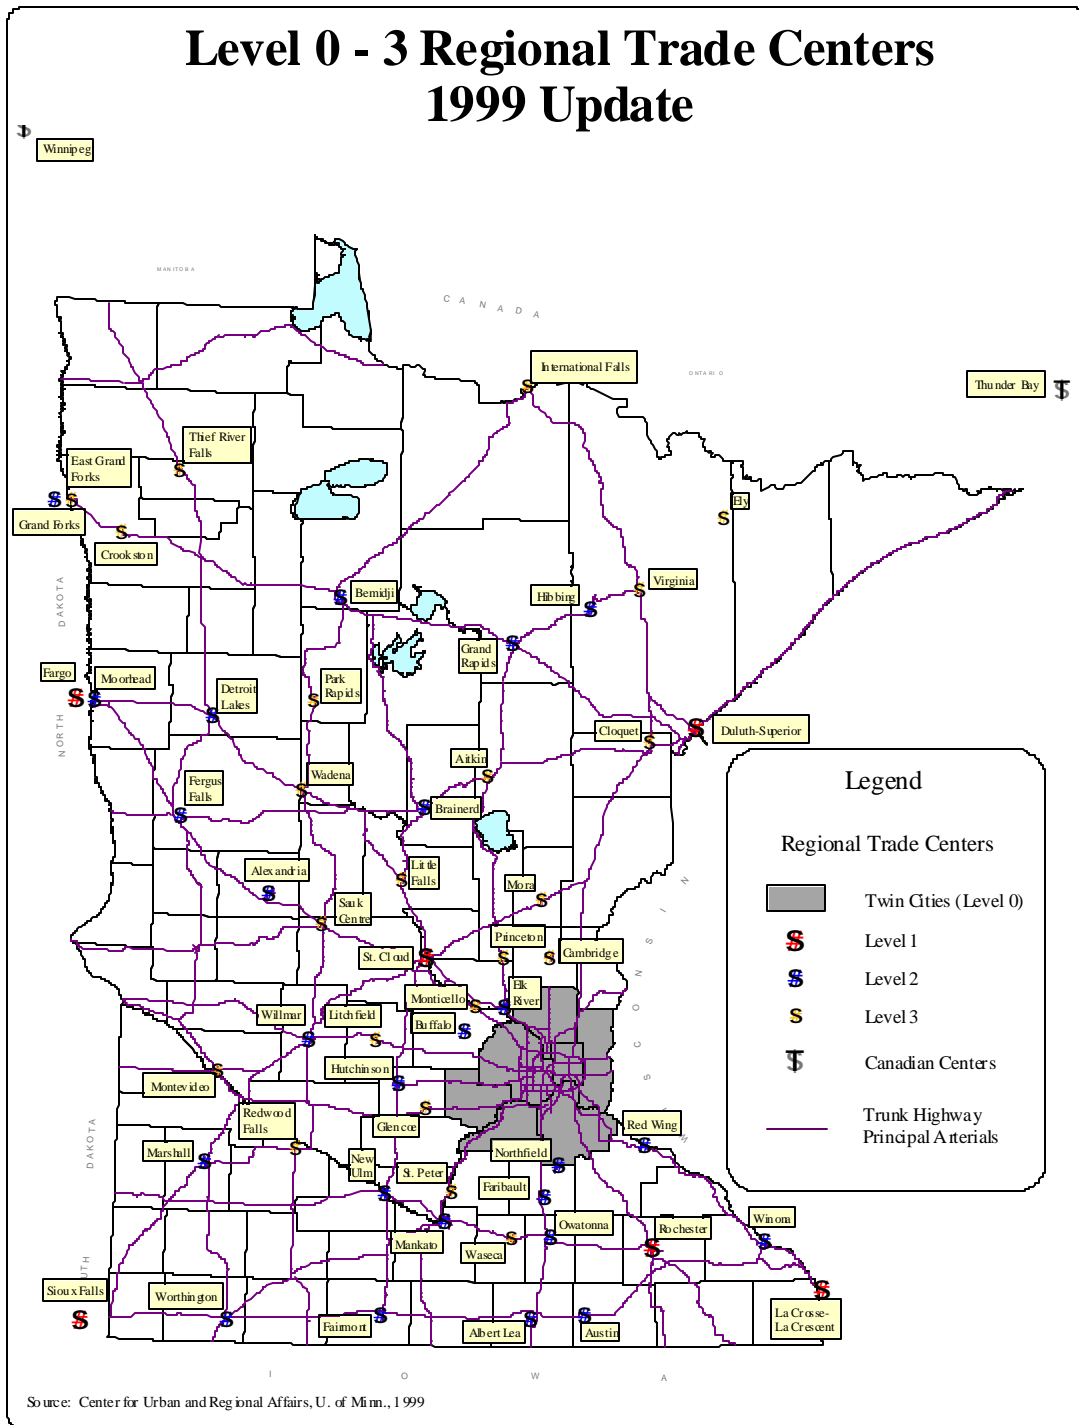 Level 0 - 3 Regional Trade Centers
1999 Update
Winnipeg
MANITOBA
CANADA
International Falls
ONTARIO
Thunder Bay
Thief River
Falls
East Grand
Forks
Ely
Grand Forks
Crookston
DAKOTA
Bemidji
Hibbing
Virginia
Grand
Rapids
Fargo
Moorhead
Detroit
Lakes
Park
Rapids
NORTH
Cloquet
Duluth-Superior
Aitkin
Wadena
Fergus
Falls
Brainerd
Legend
Regional Trade Centers
Twin Cities (Level 0)
Level 1
Level 2
Level 3
Canadian Centers
Trunk Highway
Principal Arterials
Alexandria
Little
Falls
Mora
Sauk
Centre
Princeton
St. Cloud
Cambridge
WISCONSIN
Elk
River
Monticello
Willmar
Litchfield
Buffalo
Hutchinson
Montevideo
Redwood
Falls
Glencoe
Red Wing
DAKOTA
Marshall
New
Ulm
St. Peter
Northfield
Faribault
Owatonna
Rochester
Winona
Mankato
Waseca
UTH
Sioux Falls
Worthington
Fairmont
Albert Lea
Austin
La Crosse-
La Crescent
IOWA
Source: Center for Urban and Regional Affairs, U. of Minn., 1999